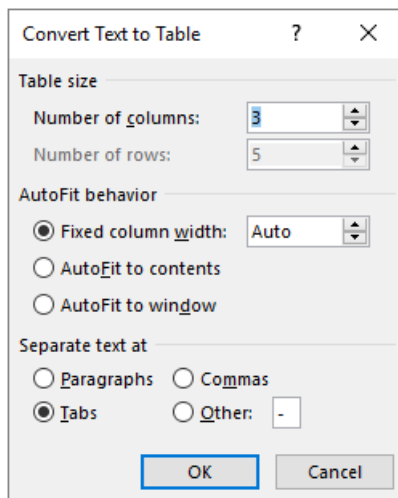 Convert Text to Table ?
Table size
Number of columns: 3
Number of rows: 5
AutoFit behavior
Fixed column width: Auto
AutoFit to contents
AutoFit to window
Separate text at
Paragraphs Commas
Tabs Other: -
OK Cancel